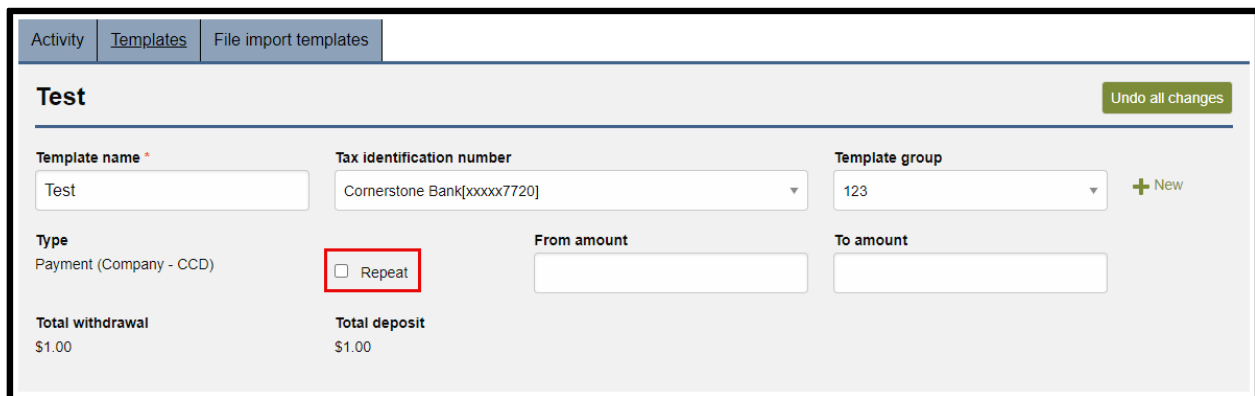 Activity Templates File import templates
Test Undo all changes
Template name * Tax identification number Template group
Test Cornerstone Bank[xxxxx7720] 123 New
Type From amount To amount
Payment (Company - CCD) Repeat
Total withdrawal Total deposit
$1.00 $1.00